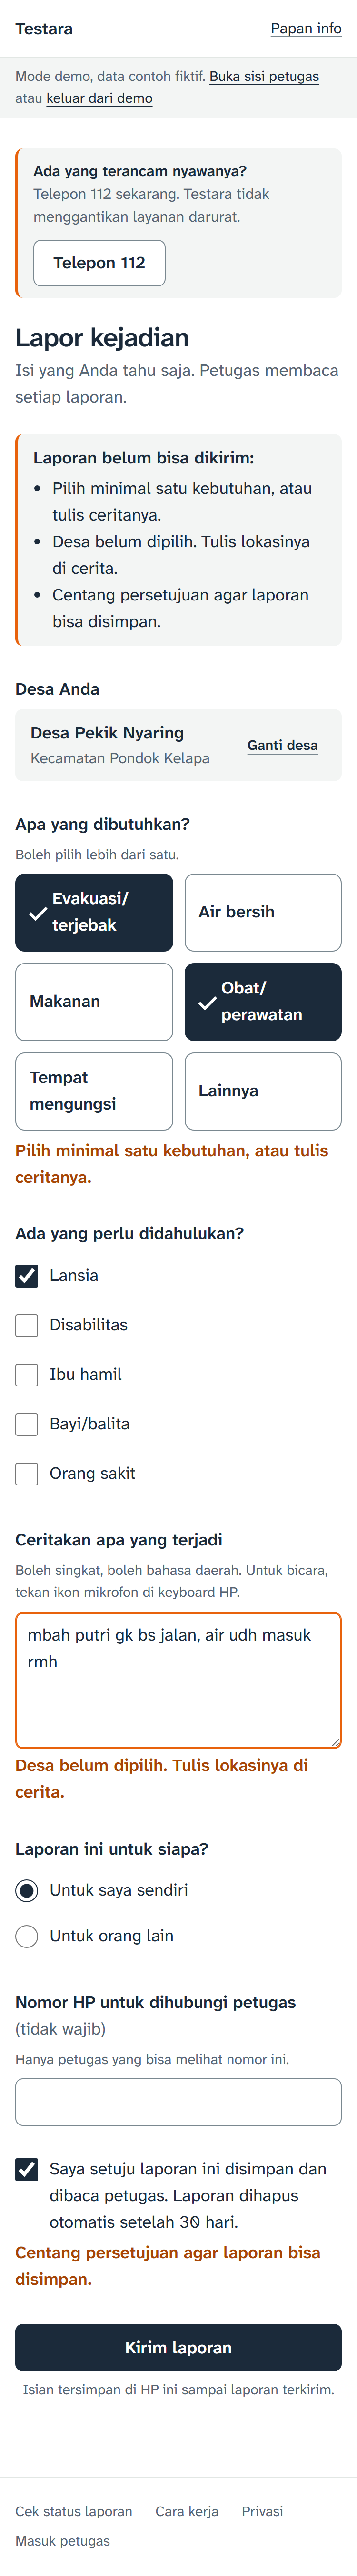 Testara
Papan info
Mode demo, data contoh fiktif. Buka sisi petugas
atau keluar dari demo
Ada yang terancam nyawanya?
Telepon 112 sekarang. Testara tidak
menggantikan layanan darurat.
Telepon 112
Lapor kejadian
Isi yang Anda tahu saja. Petugas membaca
setiap laporan.
Laporan belum bisa dikirim:
• Pilih minimal satu kebutuhan, atau
tulis ceritanya.
• Desa belum dipilih. Tulis lokasinya
di cerita.
• Centang persetujuan agar laporan
bisa disimpan.
Desa Anda
Desa Pekik Nyaring
Kecamatan Pondok Kelapa
Ganti desa
Apa yang dibutuhkan?
Boleh pilih lebih dari satu.
Evakuasi/
terjebak
Air bersih
Makanan
Obat/
perawatan
Tempat
mengungsi
Lainnya
Pilih minimal satu kebutuhan, atau tulis
ceritanya.
Ada yang perlu didahulukan?
Lansia
Disabilitas
Ibu hamil
Bayi/balita
Orang sakit
Ceritakan apa yang terjadi
Boleh singkat, boleh bahasa daerah. Untuk bicara,
tekan ikon mikrofon di keyboard HP.
mbah putri gk bs jalan, air udh masuk
rmh
Desa belum dipilih. Tulis lokasinya di
cerita.
Laporan ini untuk siapa?
Untuk saya sendiri
Untuk orang lain
Nomor HP untuk dihubungi petugas
(tidak wajib)
Hanya petugas yang bisa melihat nomor ini.
Saya setuju laporan ini disimpan dan
dibaca petugas. Laporan dihapus
otomatis setelah 30 hari.
Centang persetujuan agar laporan bisa
disimpan.
Kirim laporan
Isian tersimpan di HP ini sampai laporan terkirim.
Cek status laporan
Cara kerja
Privasi
Masuk petugas